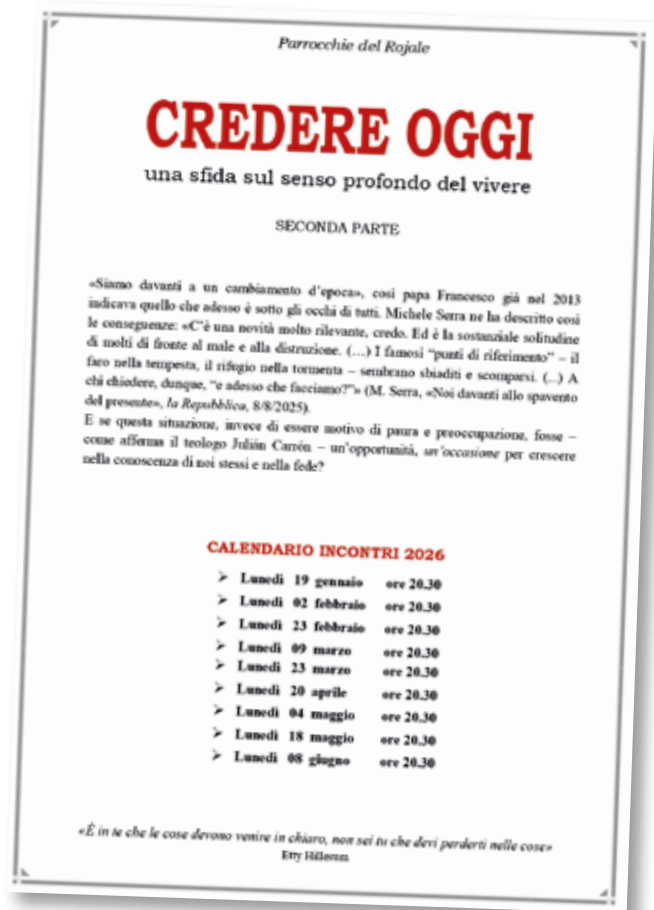 Parrocchie del Rojale
CREDERE OGGI
una sfida sul senso profondo del vivere
SECONDA PARTE
«Siamo davanti a un cambiamento d'epoca», così papa Francesco già nel 2013
indicava quello che adesso è sotto gli occhi di tutti. Michele Serra ne ha descritto così
le conseguenze: «C'è una novità molto rilevante, credo. Ed è la sostanziale solitudine
di molti di fronte al male e alla distruzione. (…) I famosi "punti di riferimento" – il
faro nella tempesta, il rifugio nella tormenta – sembrano sbiaditi e scomparsi. (...) A
chi chiedere, dunque, "e adesso che facciamo?"» (M. Serra, «Noi davanti allo spavento
del presente», la Repubblica, 8/8/2025).
E se questa situazione, invece di essere motivo di paura e preoccupazione, fosse –
come afferma il teologo Julián Carrón – un'opportunità, un'occasione per crescere
nella conoscenza di noi stessi e nella fede?
CALENDARIO INCONTRI 2026
➢ Lunedì 19 gennaio ore 20.30
➢ Lunedì 02 febbraio ore 20.30
➢ Lunedì 23 febbraio ore 20.30
➢ Lunedì 09 marzo ore 20.30
➢ Lunedì 23 marzo ore 20.30
➢ Lunedì 20 aprile ore 20.30
➢ Lunedì 04 maggio ore 20.30
➢ Lunedì 18 maggio ore 20.30
➢ Lunedì 08 giugno ore 20.30
«È in te che le cose devono venire in chiaro, non sei tu che devi perderti nelle cose»
Etty Hillesum